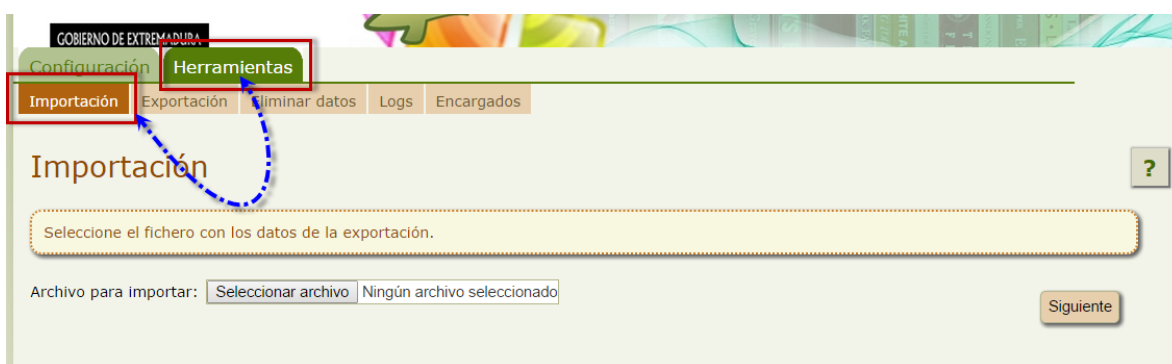 GOBIERNO DE EXTREMADURA
Configuración Herramientas
Importación Exportación Eliminar datos Logs Encargados
Importación
?
Seleccione el fichero con los datos de la exportación.
Archivo para importar: Seleccionar archivo Ningún archivo seleccionado
Siguiente